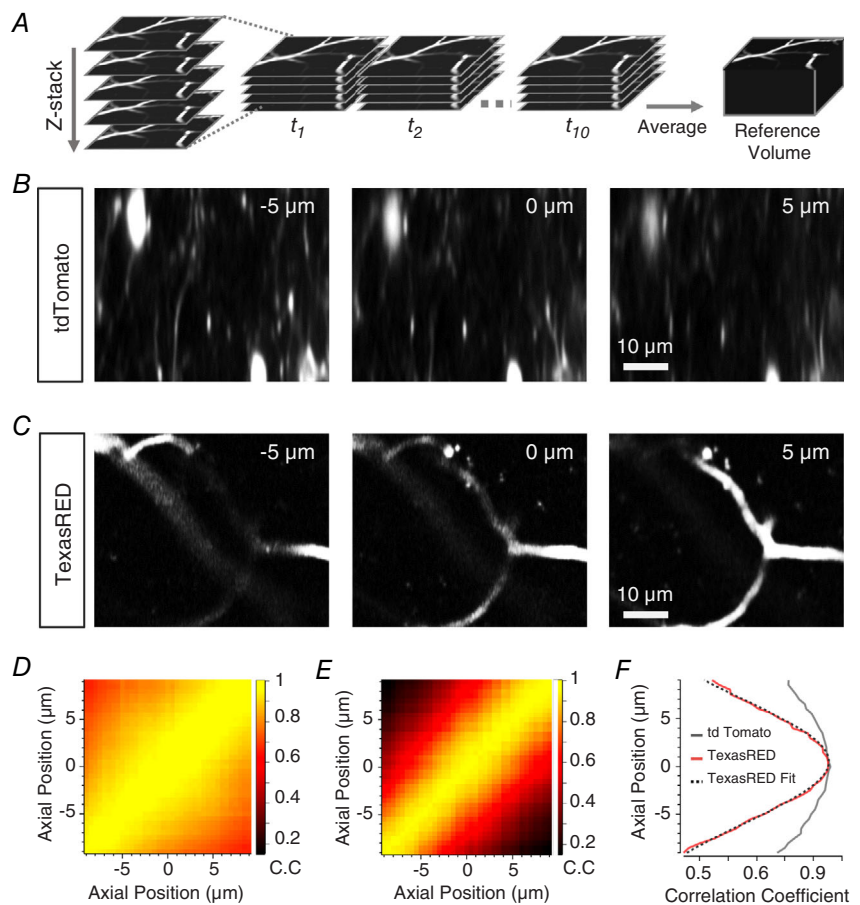 A
Z-stack
t1
t2
t10
Average
Reference
Volume
B
tdTomato
-5 µm
0 µm
5 µm
10 µm
C
TexasRED
-5 µm
0 µm
5 µm
10 µm
D
Axial Position (µm)
5
0
-5
-5 0 5
Axial Position (µm)
1
0.8
0.6
0.4
0.2
C.C
E
Axial Position (µm)
5
0
-5
-5 0 5
Axial Position (µm)
1
0.8
0.6
0.4
0.2
C.C
F
Axial Position (µm)
5
0
-5
td Tomato
TexasRED
TexasRED Fit
0.5 0.6 0.9
Correlation Coefficient